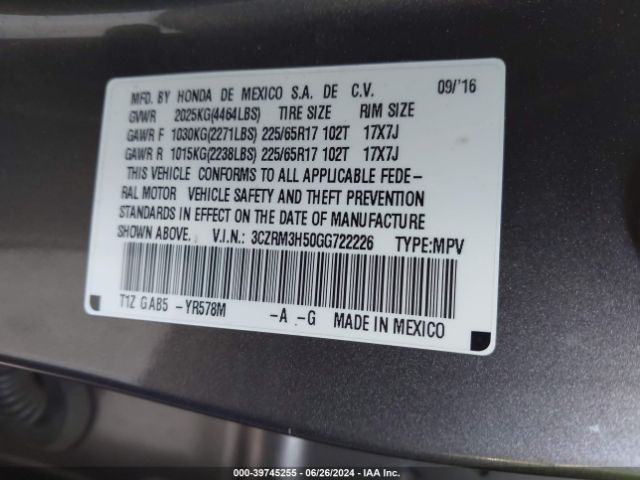 MFD. BY HONDA DE MEXICO S.A. DE C.V. 09/'16
GVWR 2025KG(4464LBS) TIRE SIZE RIM SIZE
GAWR F 1030KG(2271LBS) 225/65R17 102T 17X7J
GAWR R 1015KG(2238LBS) 225/65R17 102T 17X7J
THIS VEHICLE CONFORMS TO ALL APPLICABLE FEDE-
RAL MOTOR VEHICLE SAFETY AND THEFT PREVENTION
STANDARDS IN EFFECT ON THE DATE OF MANUFACTURE
SHOWN ABOVE. V.I.N.: 3CZRM3H50GG722226 TYPE:MPV
T1Z GAB5 -YR578M -A .-G MADE IN MEXICO
000-39745255 - 06/26/2024 - IAA Inc.